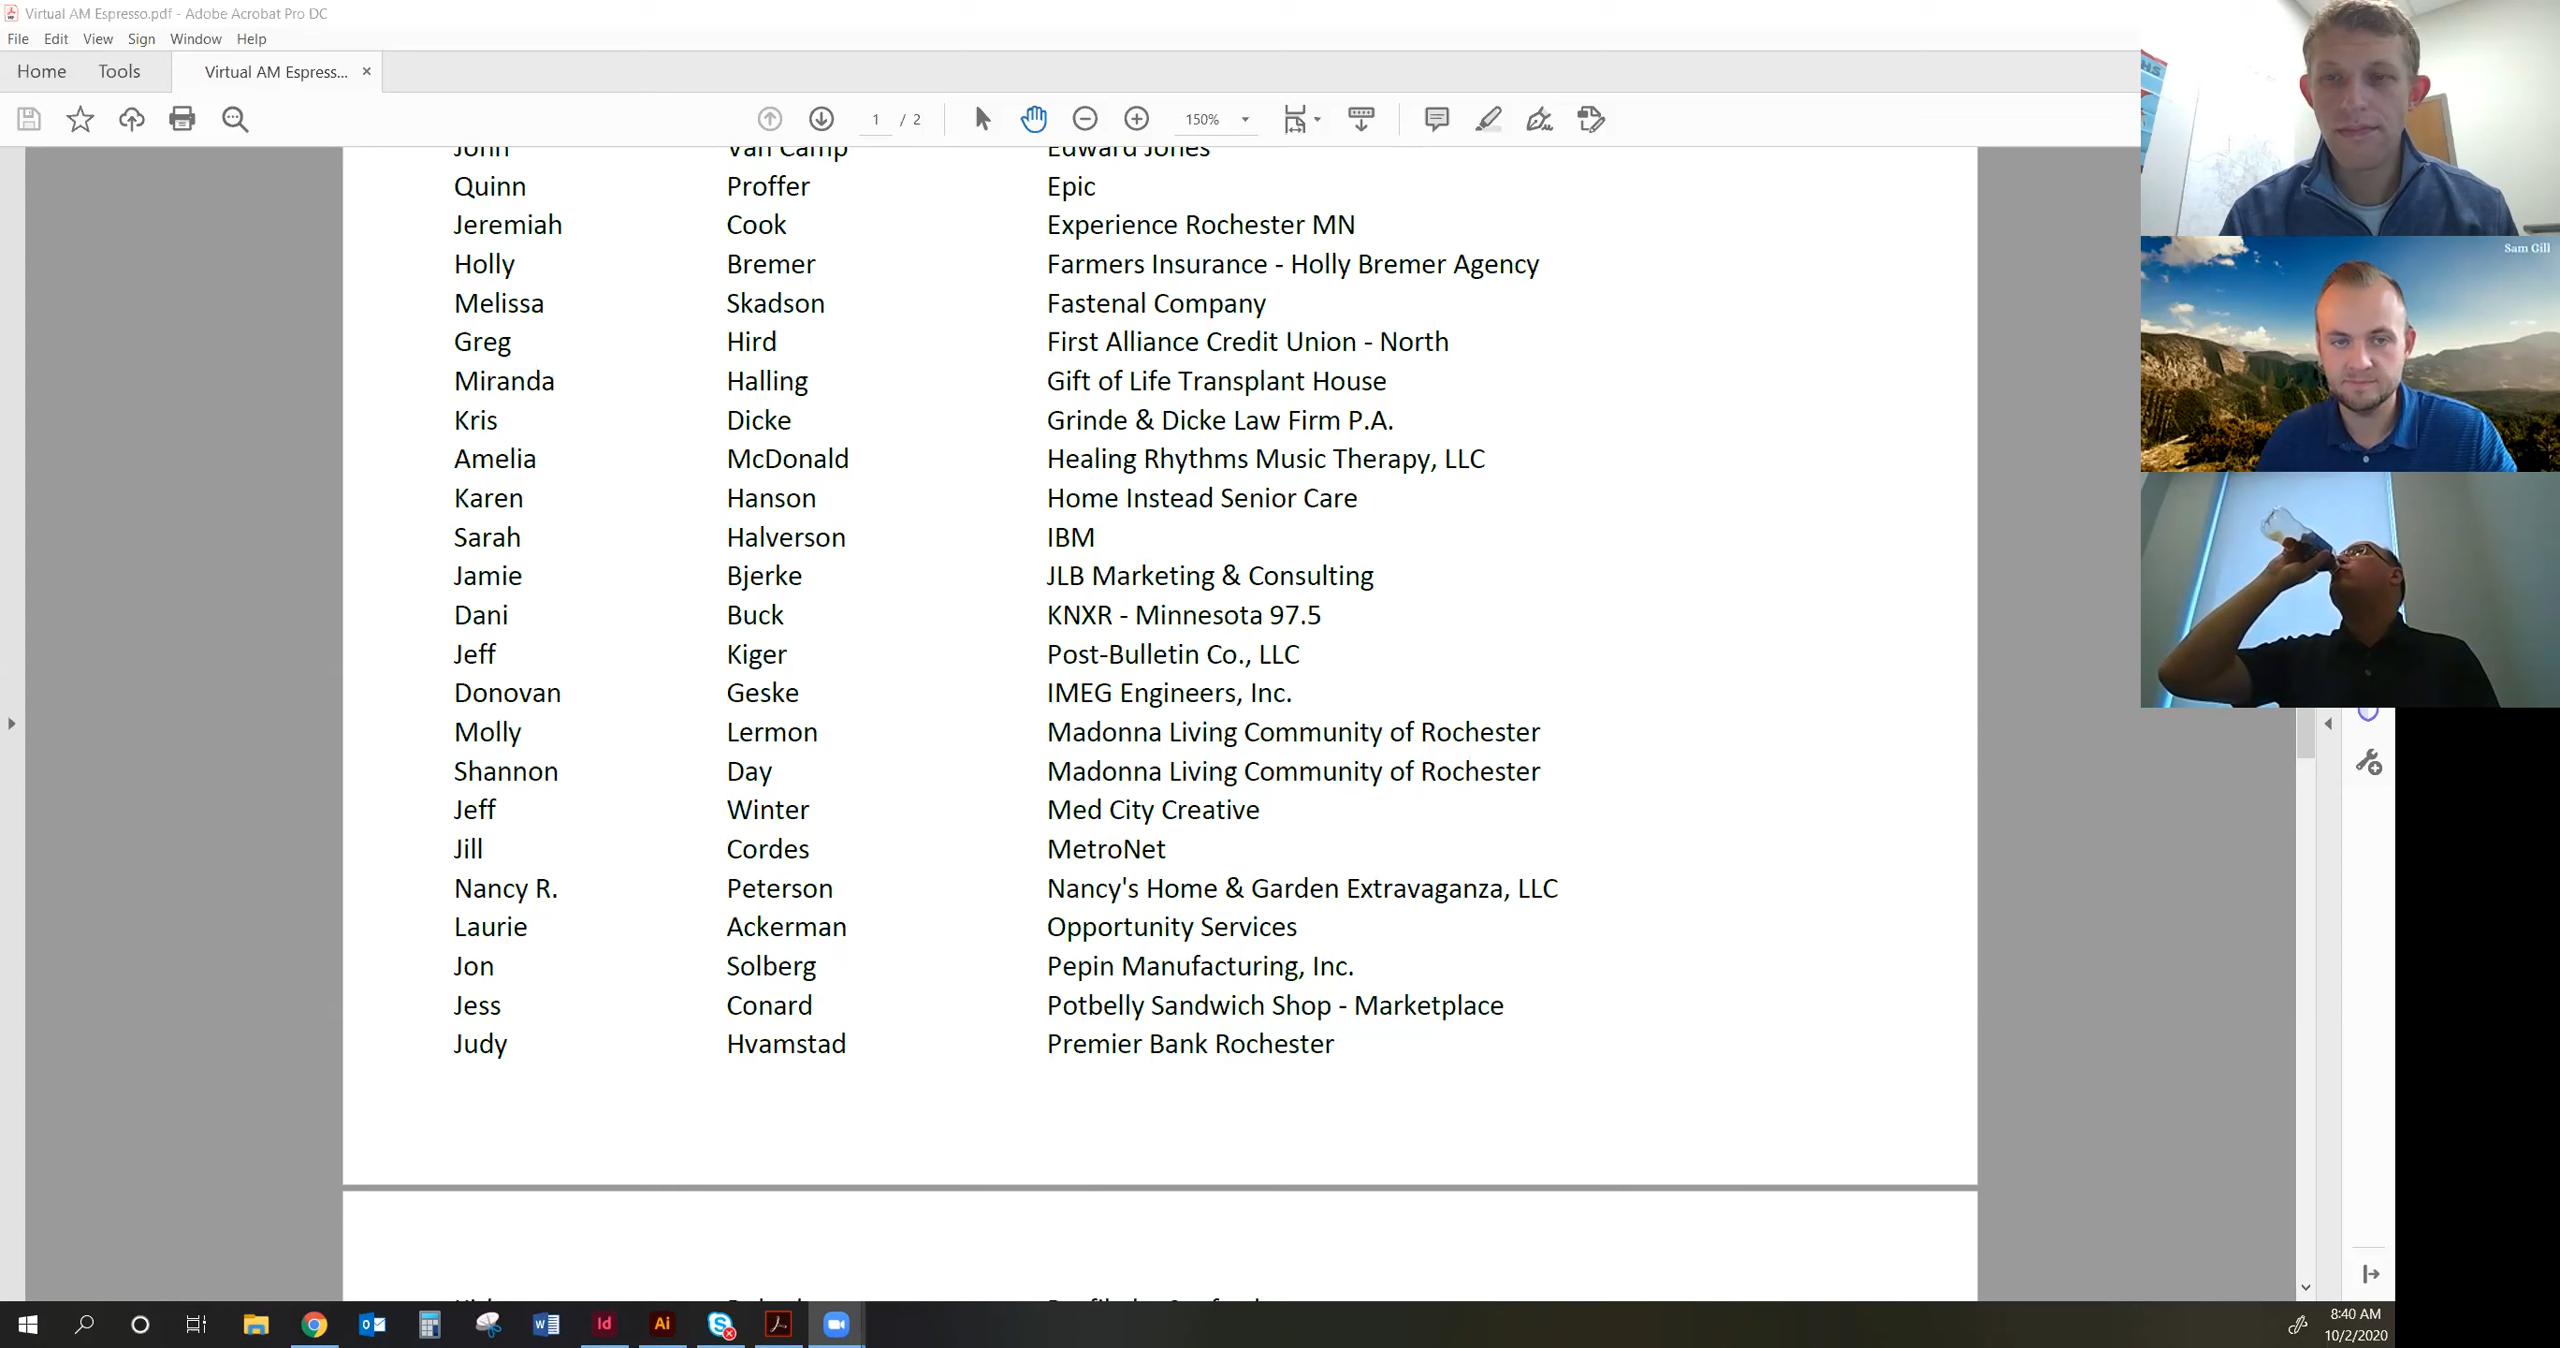 Virtual AM Espresso.pdf - Adobe Acrobat Pro DC
File Edit View Sign Window Help
Home Tools Virtual AM Espress... ×
1 / 2 150%
John Van Camp Edward Jones
Quinn Proffer Epic
Jeremiah Cook Experience Rochester MN
Holly Bremer Farmers Insurance - Holly Bremer Agency
Melissa Skadson Fastenal Company
Greg Hird First Alliance Credit Union - North
Miranda Halling Gift of Life Transplant House
Kris Dicke Grinde & Dicke Law Firm P.A.
Amelia McDonald Healing Rhythms Music Therapy, LLC
Karen Hanson Home Instead Senior Care
Sarah Halverson IBM
Jamie Bjerke JLB Marketing & Consulting
Dani Buck KNXR - Minnesota 97.5
Jeff Kiger Post-Bulletin Co., LLC
Donovan Geske IMEG Engineers, Inc.
Molly Lermon Madonna Living Community of Rochester
Shannon Day Madonna Living Community of Rochester
Jeff Winter Med City Creative
Jill Cordes MetroNet
Nancy R. Peterson Nancy's Home & Garden Extravaganza, LLC
Laurie Ackerman Opportunity Services
Jon Solberg Pepin Manufacturing, Inc.
Jess Conard Potbelly Sandwich Shop - Marketplace
Judy Hvamstad Premier Bank Rochester
Sam Gill
Id Ai
8:40 AM
10/2/2020